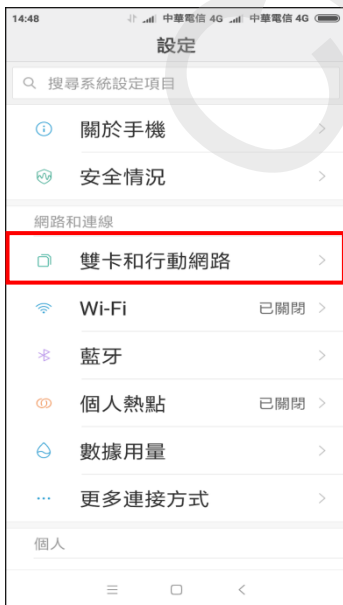 14:48 中華電信 4G 中華電信 4G
設定
搜尋系統設定項目
關於手機
安全情況
網路和連線
雙卡和行動網路
Wi-Fi 已關閉
藍牙
個人熱點 已關閉
數據用量
更多連接方式
個人